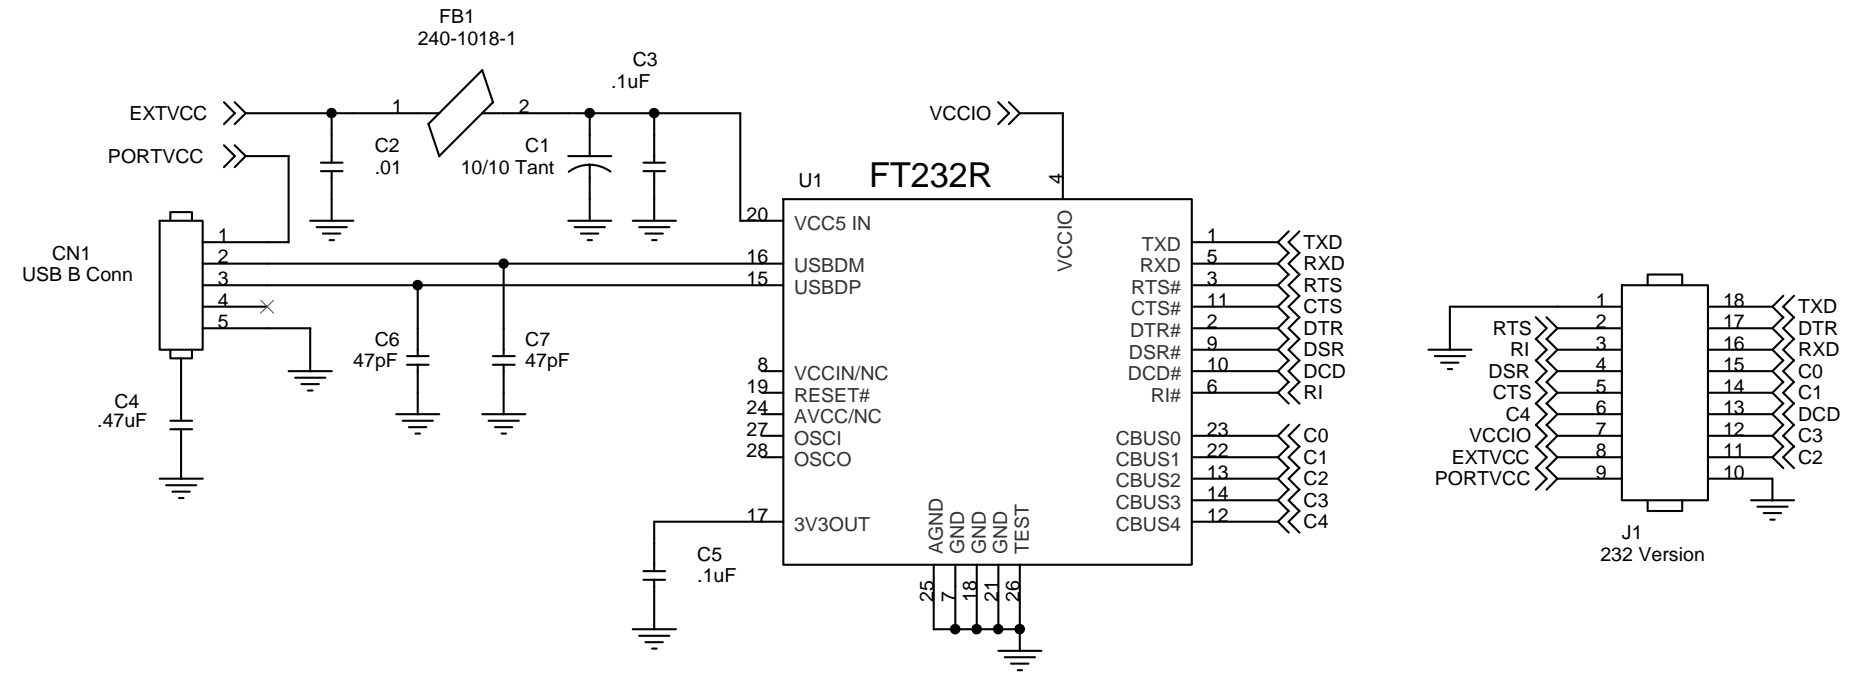 FB1
240-1018-1
C3
.1uF
EXTVCC
1
2
VCCIO
PORTVCC
C2
.01
C1
10/10 Tant
4
U1
FT232R
CN1
USB B Conn
1
2
3
4
5
C6
47pF
C7
47pF
C4
.47uF
20 VCC5 IN
16 USBDM
15 USBDP
8 VCCIN/NC
19 RESET#
24 AVCC/NC
27 OSCI
28 OSCO
17 3V3OUT
C5
.1uF
VCCIO
TXD 1 TXD
RXD 5 RXD
RTS# 3 RTS
CTS# 11 CTS
DTR# 2 DTR
DSR# 9 DSR
DCD# 10 DCD
RI# 6 RI
CBUS0 23 C0
CBUS1 22 C1
CBUS2 13 C2
CBUS3 14 C3
CBUS4 12 C4
AGND
GND
GND
GND
TEST
25
7
18
21
26
1 18 TXD
RTS 2 17 DTR
RI 3 16 RXD
DSR 4 15 C0
CTS 5 14 C1
C4 6 13 DCD
VCCIO 7 12 C3
EXTVCC 8 11 C2
PORTVCC 9 10
J1
232 Version